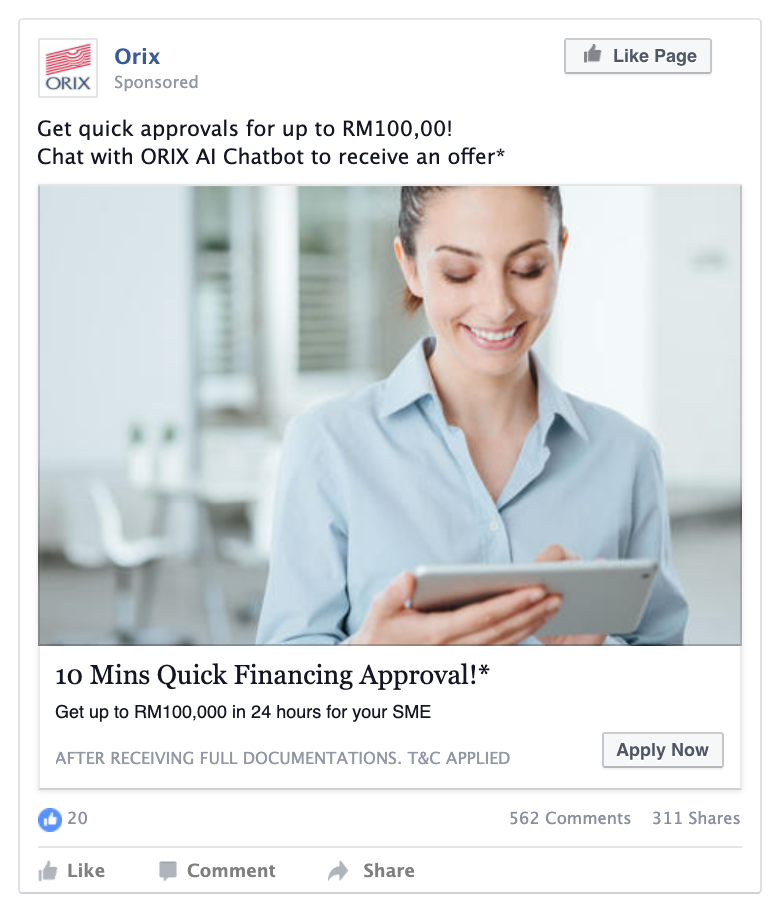 ORIX
Orix
Sponsored
Like Page
Get quick approvals for up to RM100,00!
Chat with ORIX AI Chatbot to receive an offer*
10 Mins Quick Financing Approval!*
Get up to RM100,000 in 24 hours for your SME
AFTER RECEIVING FULL DOCUMENTATIONS. T&C APPLIED
Apply Now
20
562 Comments 311 Shares
Like Comment Share